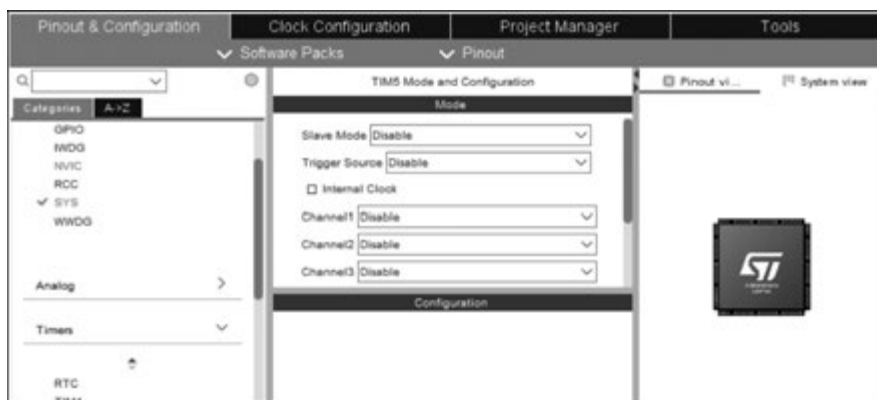 Pinout & Configuration
Clock Configuration
Project Manager
Tools
Software Packs
Pinout
Categories
A->Z
GPIO
IWDG
NVIC
RCC
SYS
WWDG
Analog
Timers
RTC
TIM5 Mode and Configuration
Mode
Slave Mode Disable
Trigger Source Disable
Internal Clock
Channel1 Disable
Channel2 Disable
Channel3 Disable
Configuration
Pinout vi...
System view
ST